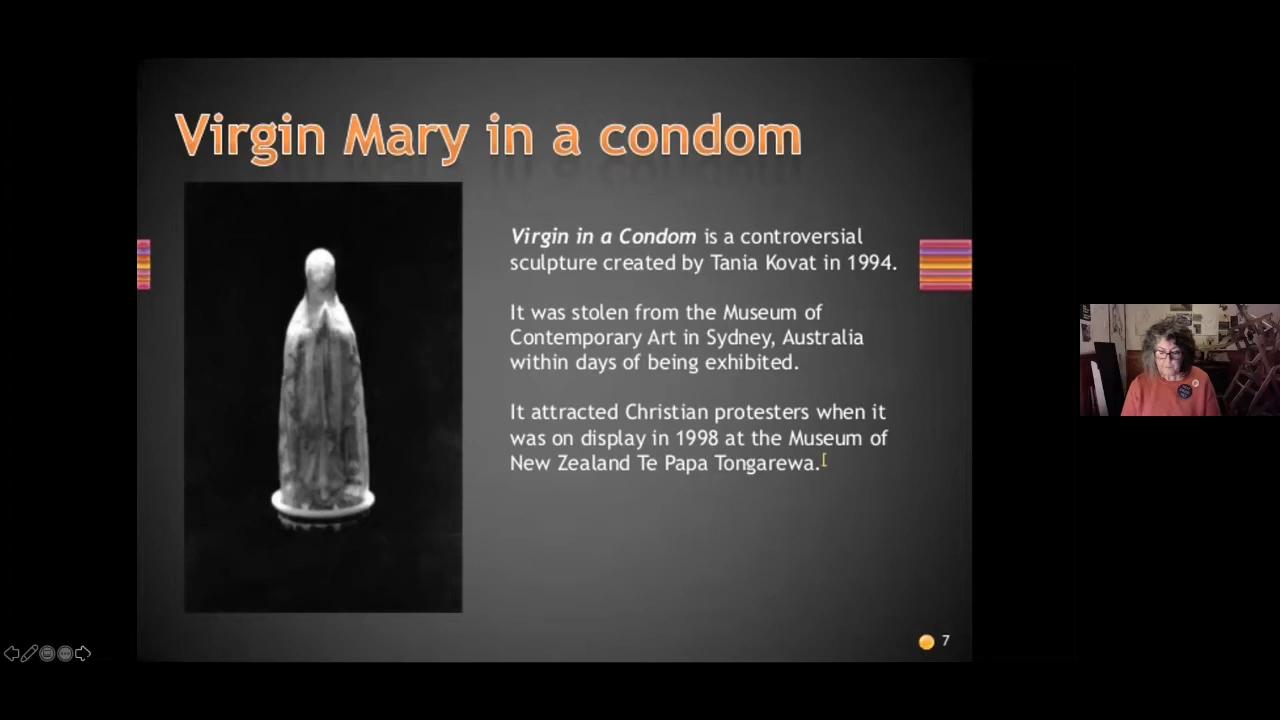 Virgin Mary in a condom
Virgin in a Condom is a controversial
sculpture created by Tania Kovat in 1994.
It was stolen from the Museum of
Contemporary Art in Sydney, Australia
within days of being exhibited.
It attracted Christian protesters when it
was on display in 1998 at the Museum of
New Zealand Te Papa Tongarewa.[
7